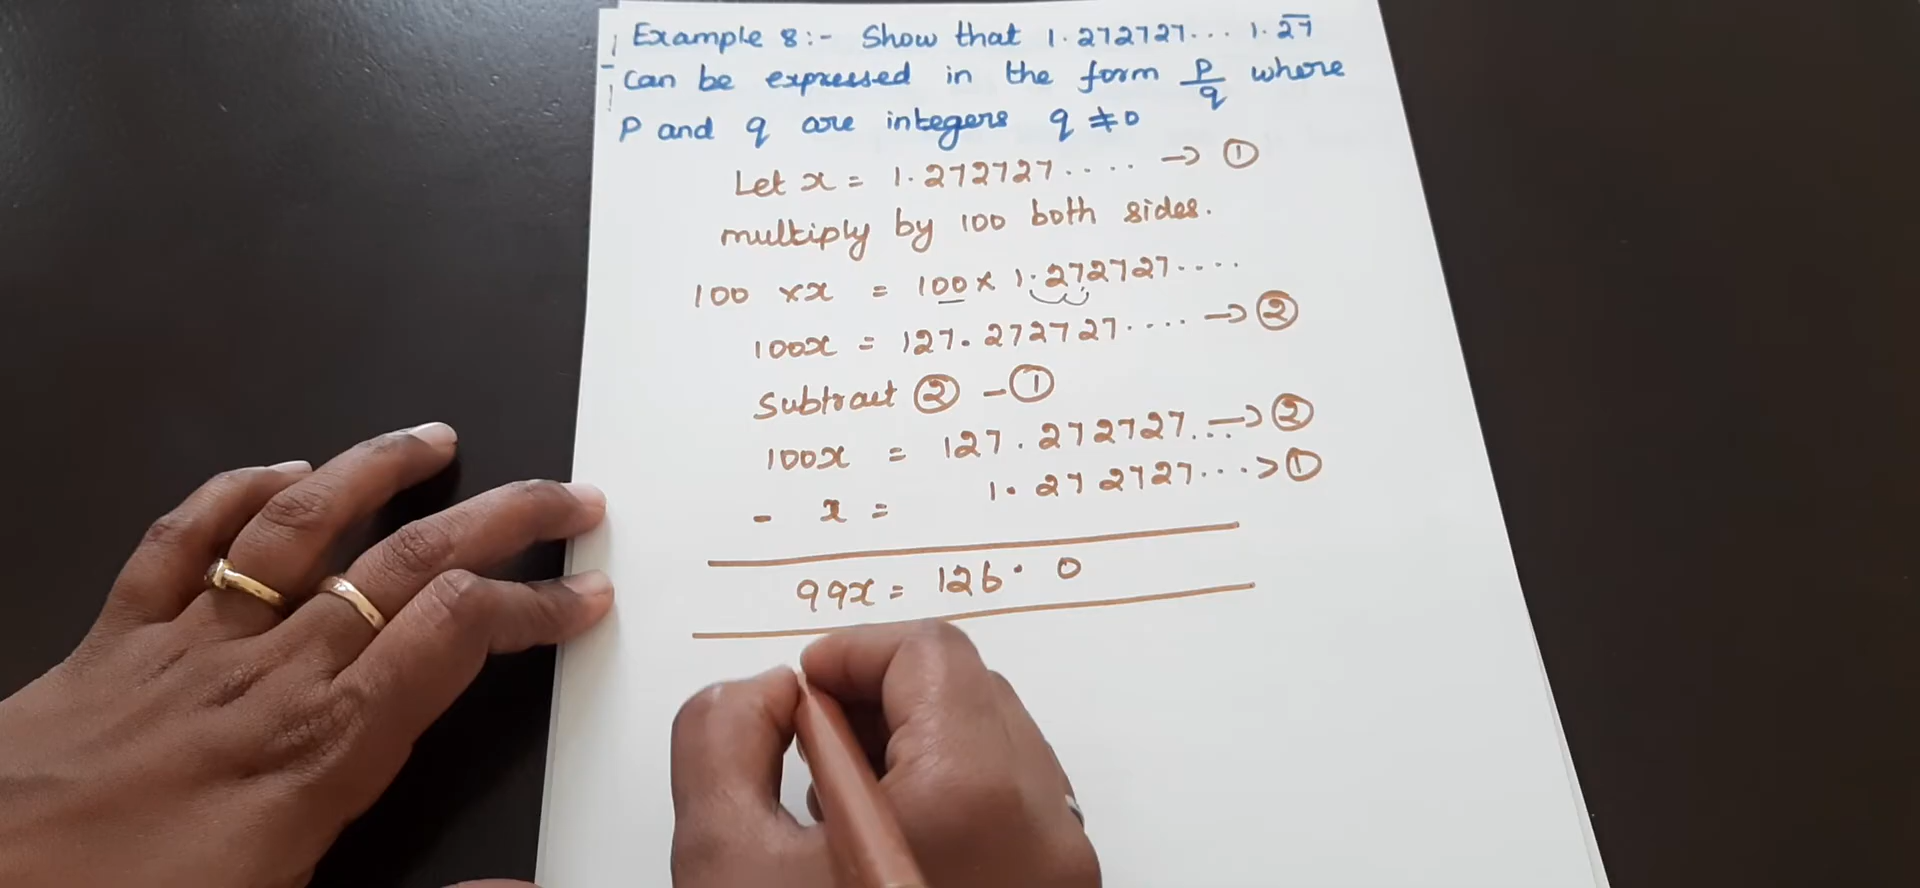 Example 8:- Show that 1.272727... 1.2̅7̅
can be expressed in the form p/q where
P and q are integers q ≠ 0
Let x = 1.272727.... → ①
multiply by 100 both sides.
100 × x = 100 × 1.272727....
100x = 127.272727.... → ②
Subtract ② - ①
100x = 127.272727... → ②
- x = 1.272727... > ①
99x = 126.0